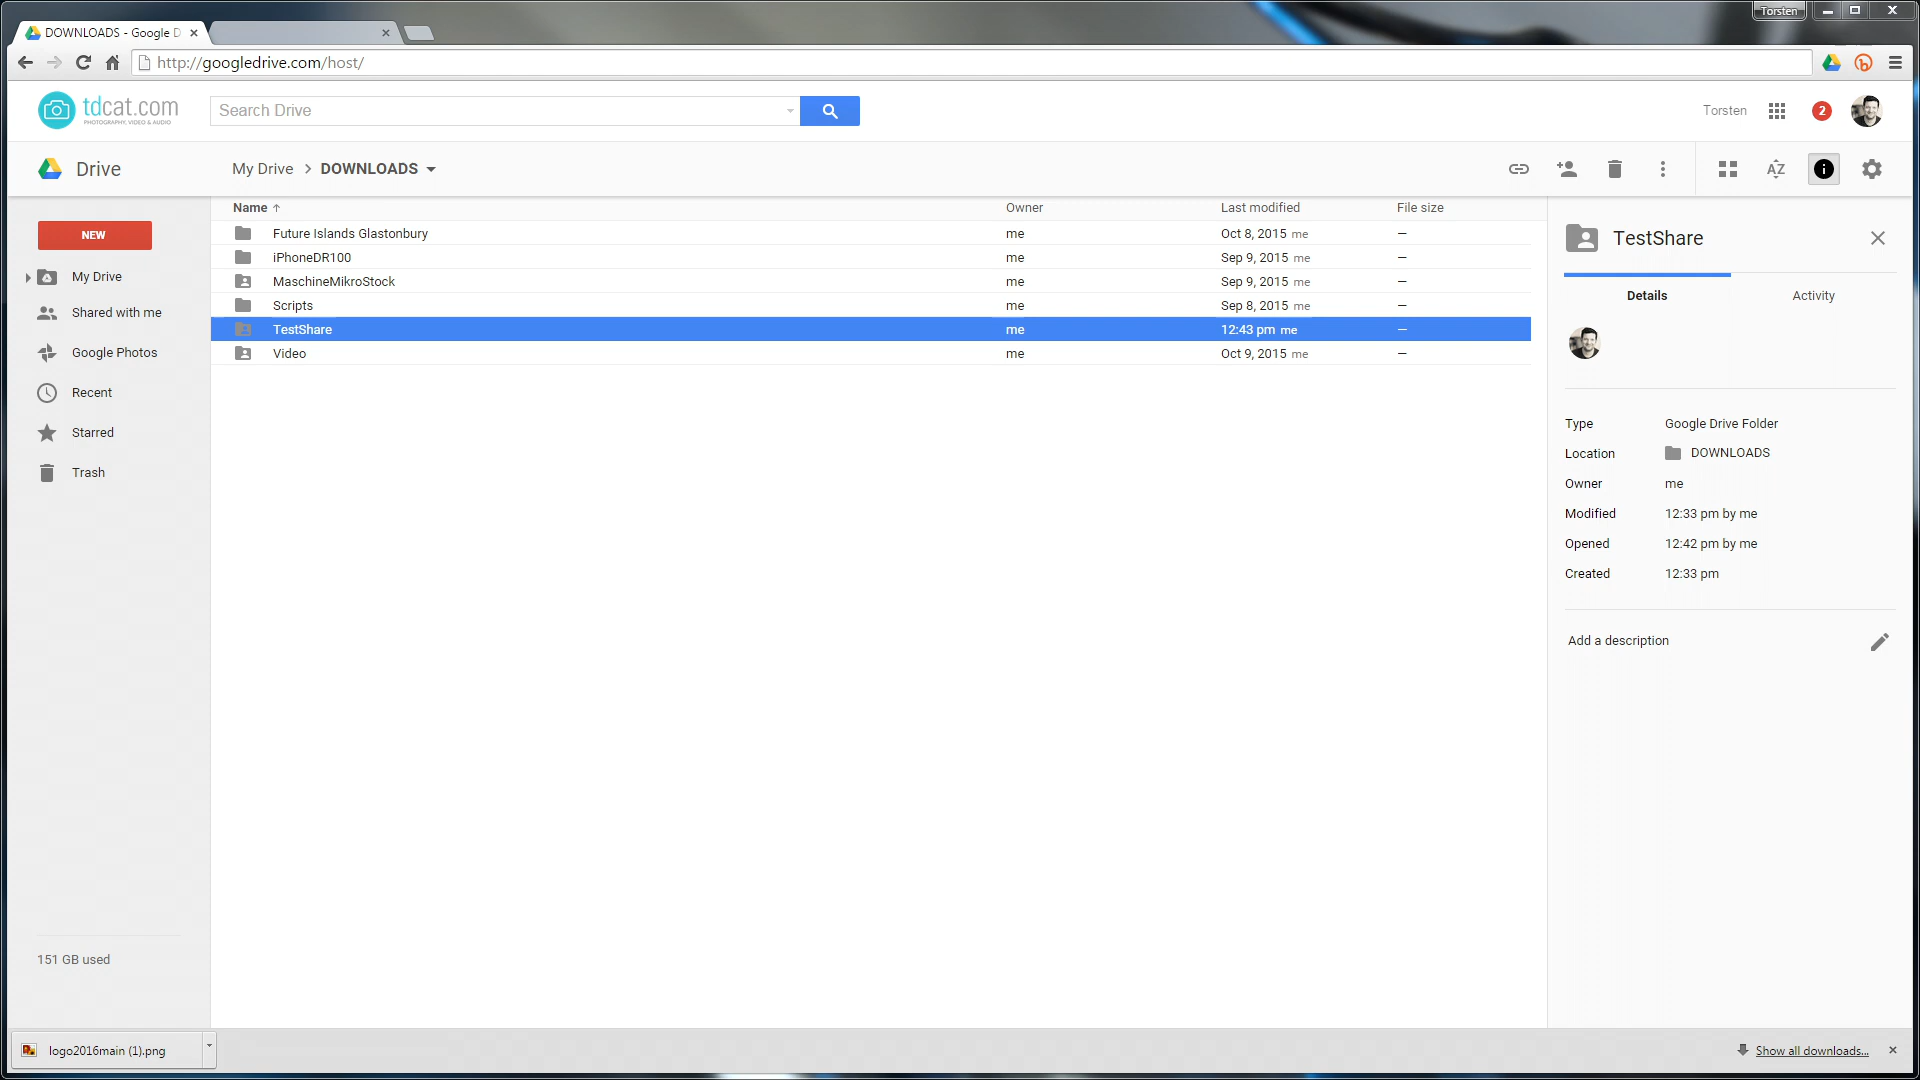 Torsten
DOWNLOADS - Google D
http://googledrive.com/host/
tdcat.com
PHOTOGRAPHY, VIDEO & AUDIO
Search Drive
Torsten
2
Drive
My Drive > DOWNLOADS
AZ
Name Owner Last modified File size
NEW
My Drive
Shared with me
Google Photos
Recent
Starred
Trash
151 GB used
Future Islands Glastonbury me Oct 8, 2015 me —
iPhoneDR100 me Sep 9, 2015 me —
MaschineMikroStock me Sep 9, 2015 me —
Scripts me Sep 8, 2015 me —
TestShare me 12:43 pm me —
Video me Oct 9, 2015 me —
TestShare
Details Activity
Type Google Drive Folder
Location DOWNLOADS
Owner me
Modified 12:33 pm by me
Opened 12:42 pm by me
Created 12:33 pm
Add a description
logo2016main (1).png
Show all downloads...